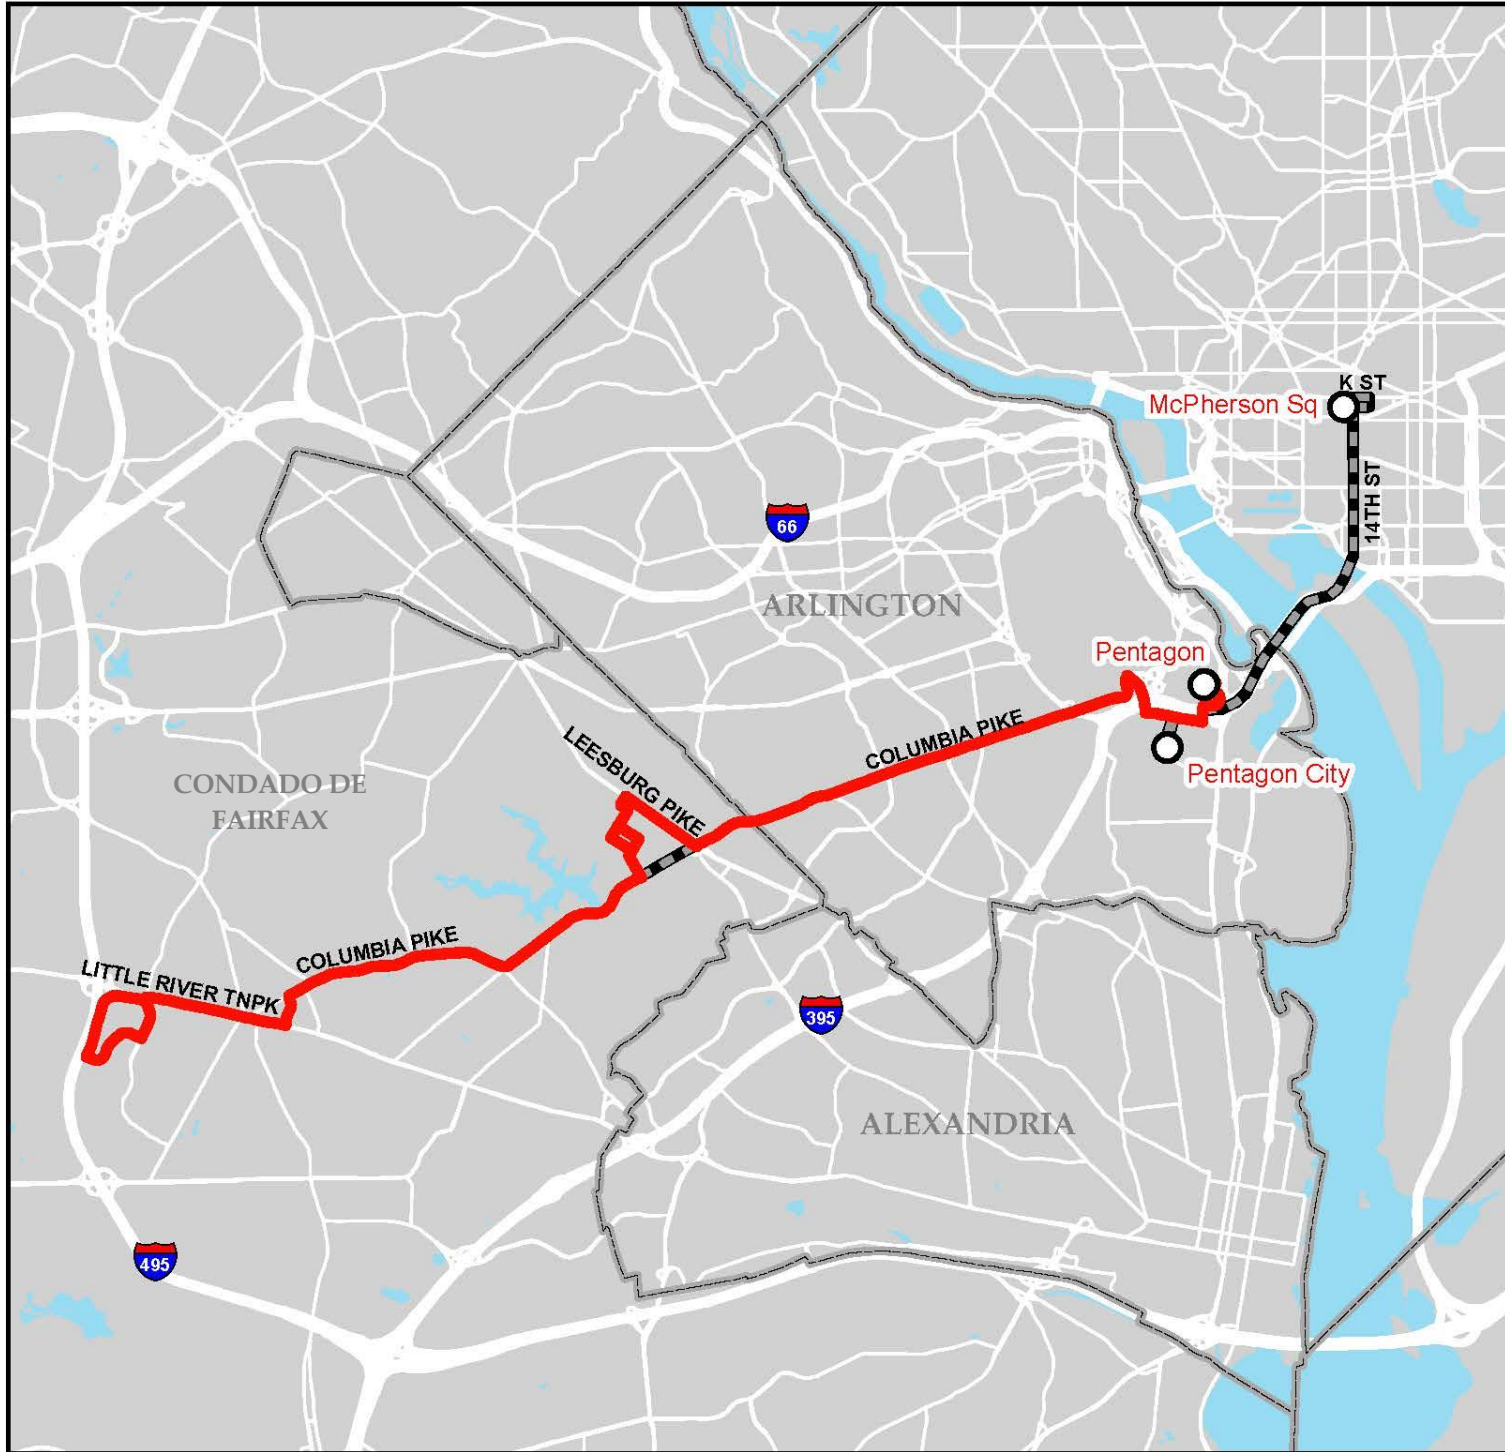 K ST
McPherson Sq
14TH ST
66
ARLINGTON
Pentagon
COLUMBIA PIKE
Pentagon City
LEESBURG PIKE
CONDADO DE
FAIRFAX
COLUMBIA PIKE
LITTLE RIVER TNPK
395
ALEXANDRIA
495